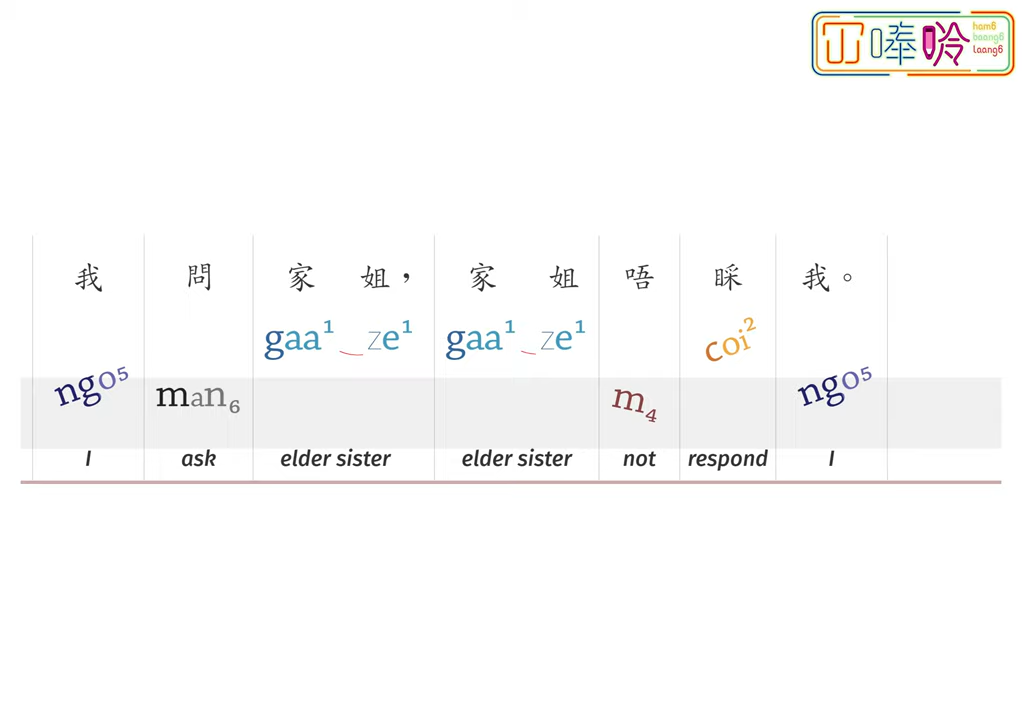 冚唪唥
ham6
baang6
laang6
我 問 家 姐， 家 姐 唔 睬 我。
gaa¹ ze¹ gaa¹ ze¹ coi²
ngo⁵ man₆ m₄ ngo⁵
I ask elder sister elder sister not respond I